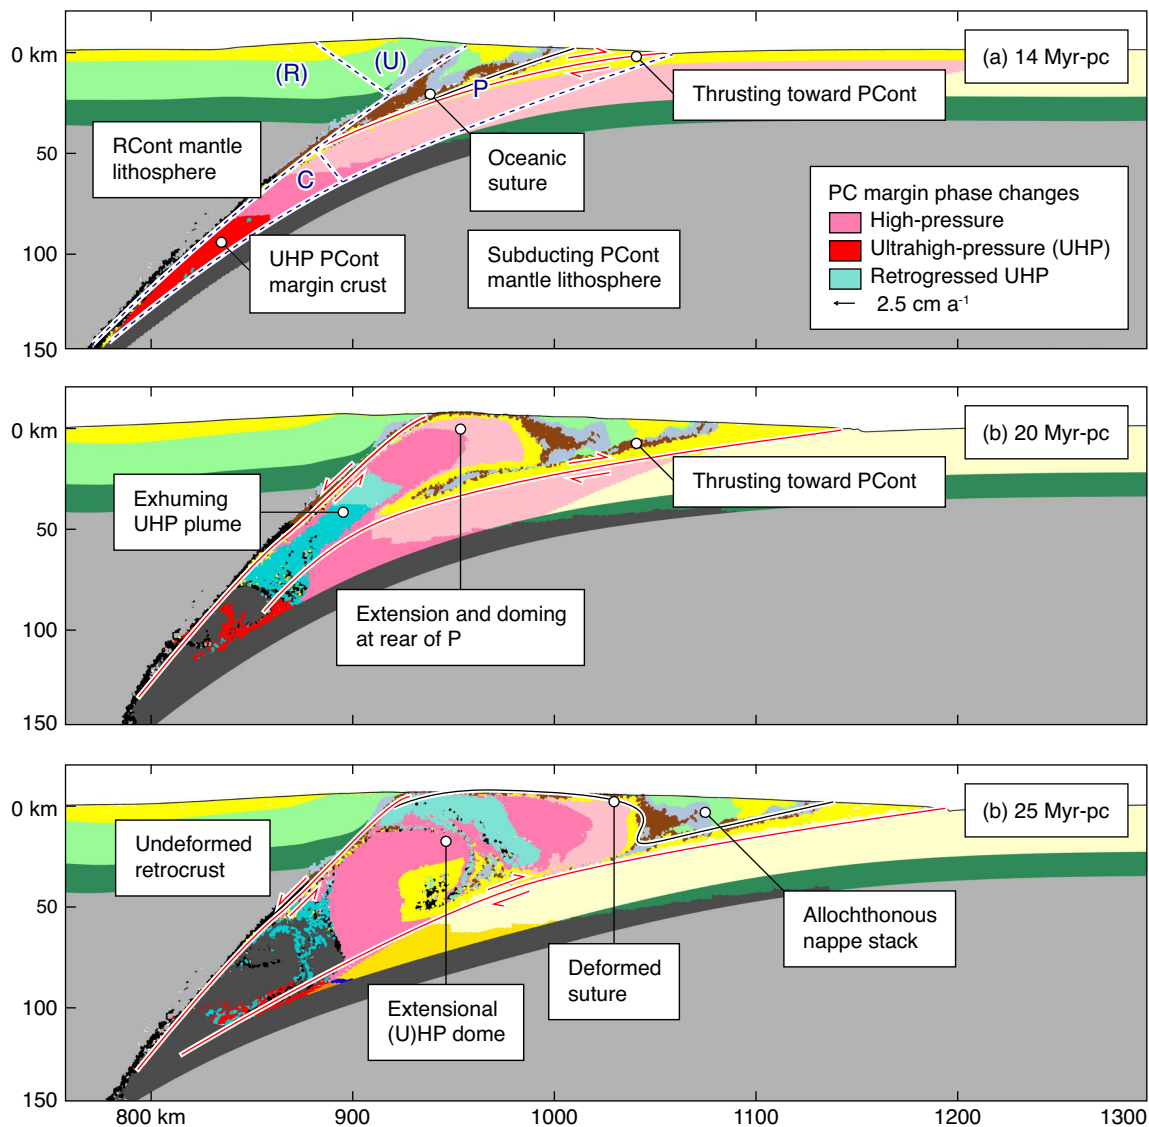 0 km
50
100
150
(a) 14 Myr-pc
(R)
(U)
P
C
Thrusting toward PCont
RCont mantle
lithosphere
Oceanic
suture
UHP PCont
margin crust
Subducting PCont
mantle lithosphere
PC margin phase changes
High-pressure
Ultrahigh-pressure (UHP)
Retrogressed UHP
2.5 cm a⁻¹
0 km
50
100
150
(b) 20 Myr-pc
Thrusting toward PCont
Exhuming
UHP plume
Extension and doming
at rear of P
0 km
50
100
150
(b) 25 Myr-pc
Undeformed
retrocrust
Allochthonous
nappe stack
Deformed
suture
Extensional
(U)HP dome
800 km
900
1000
1100
1200
1300